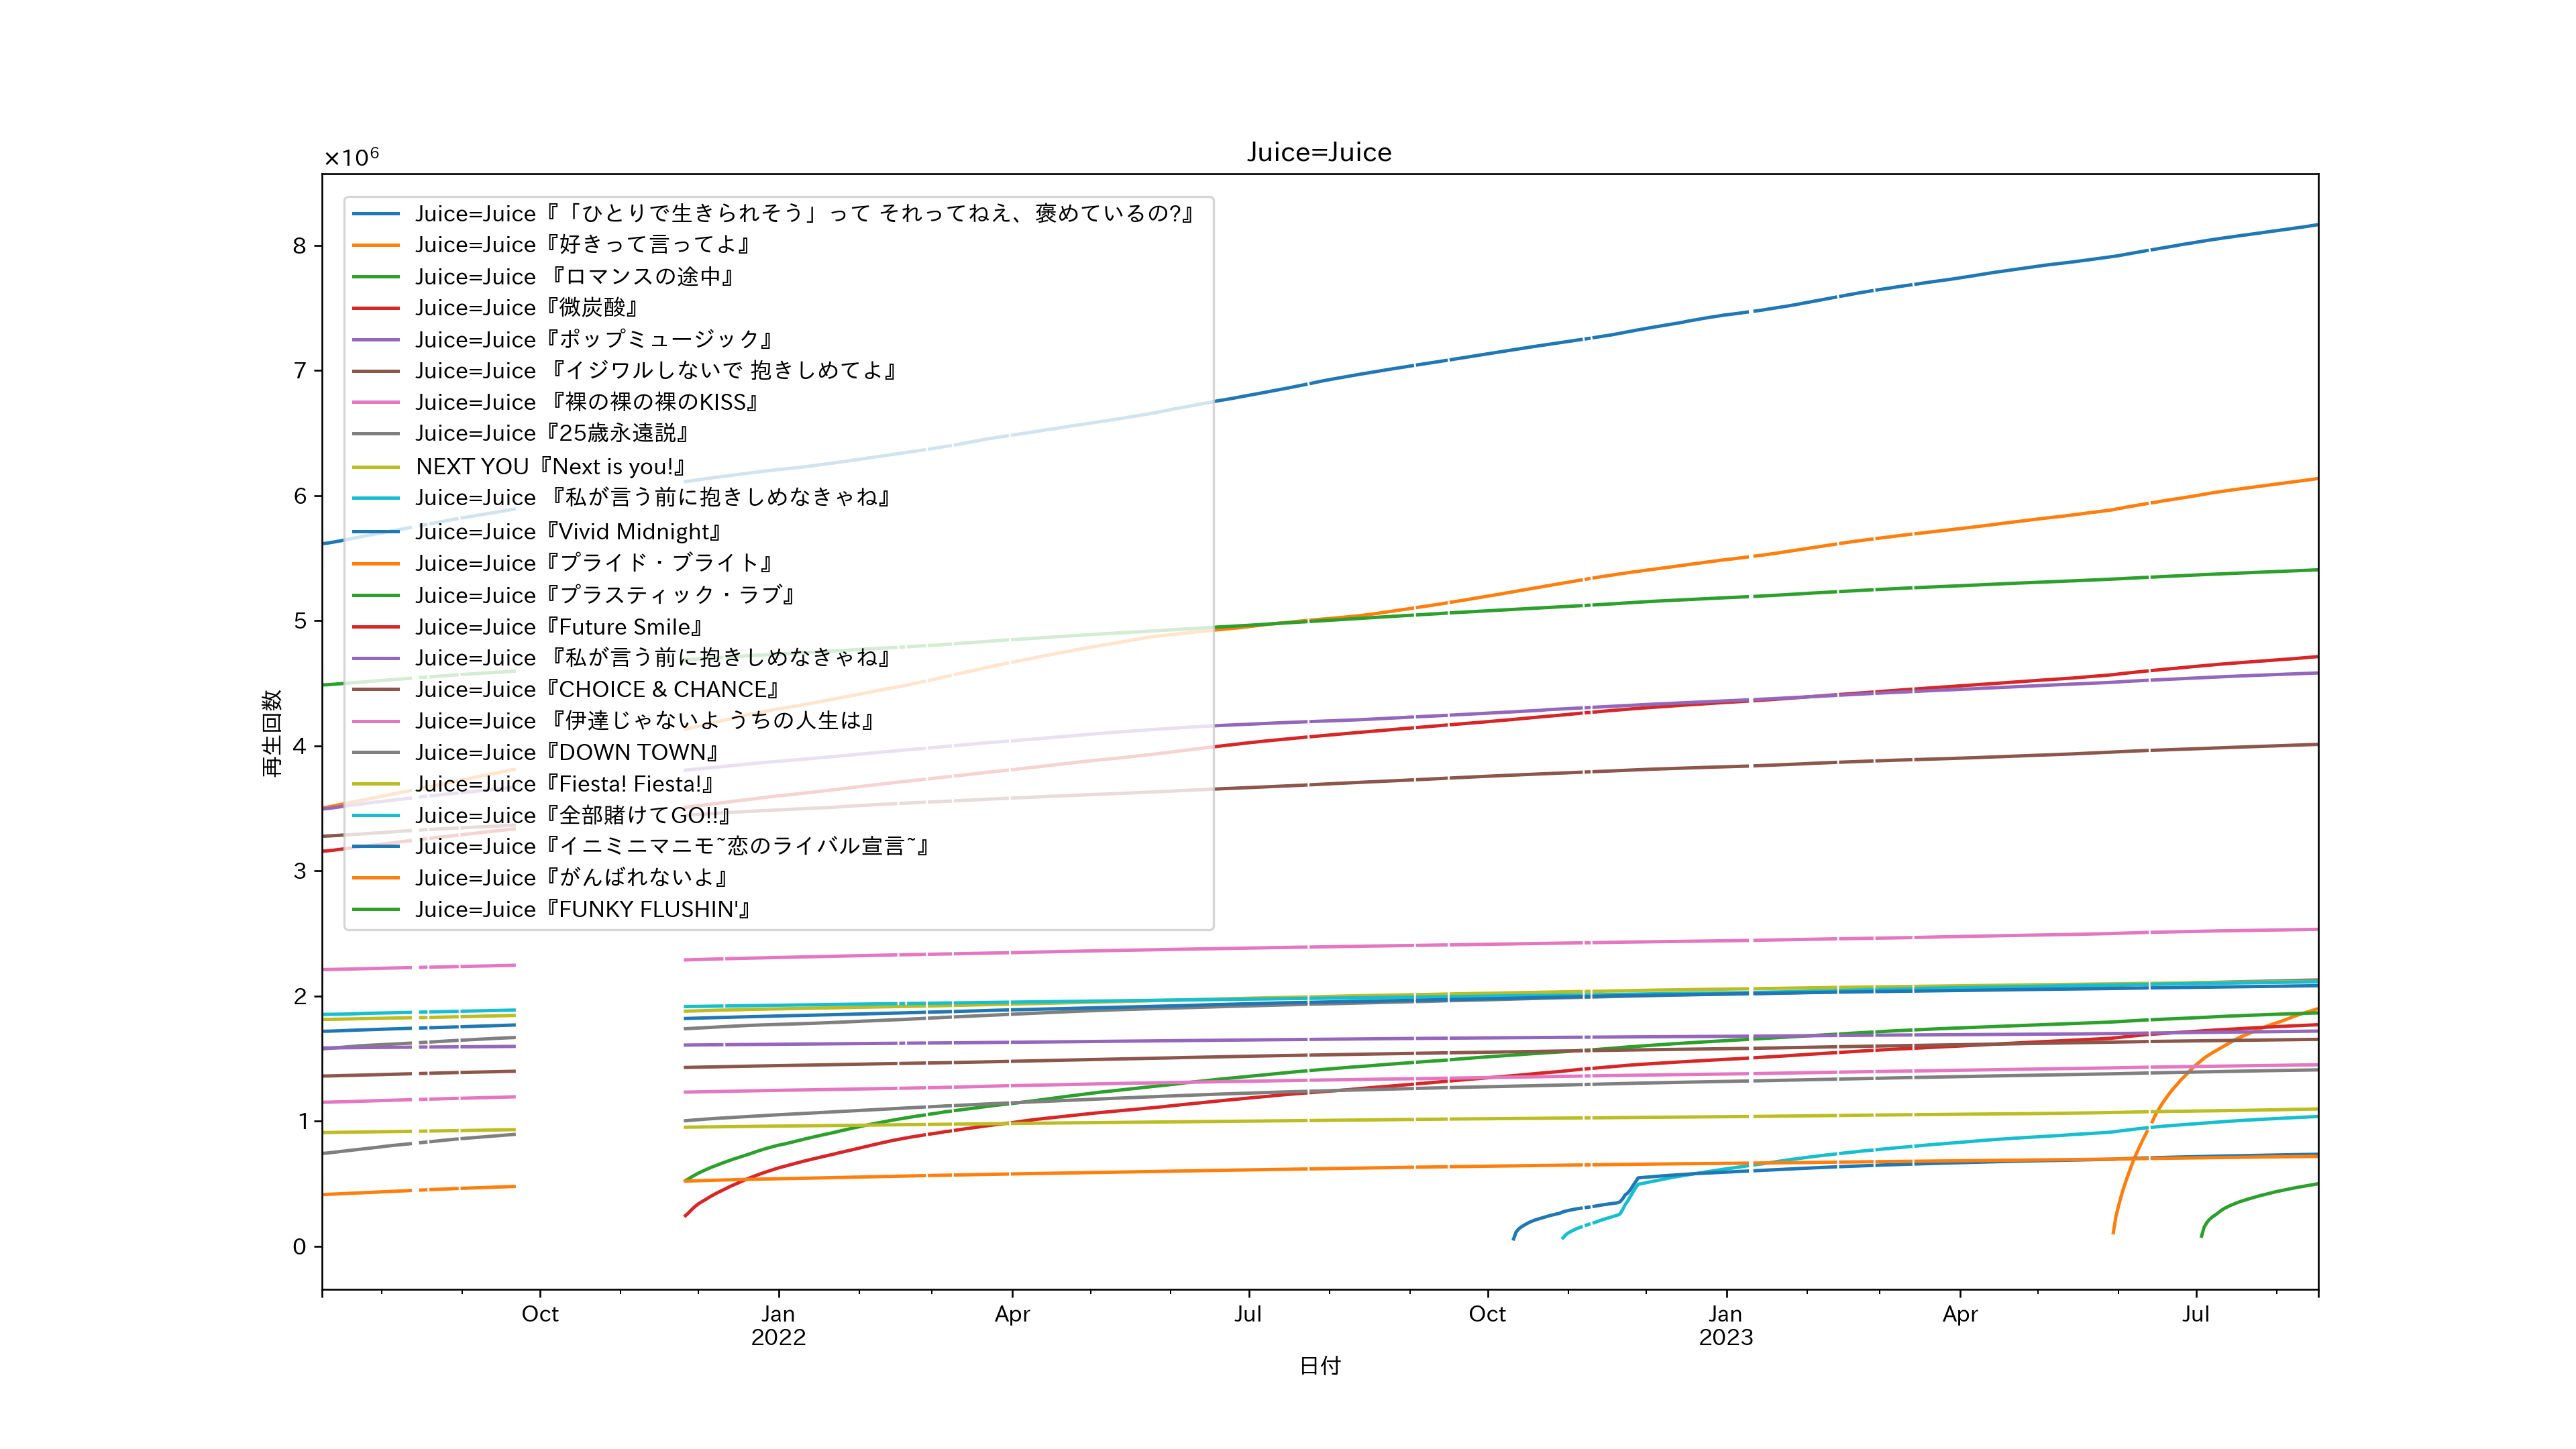 Juice=Juice
×10⁶
8
7
6
5
4
3
2
1
0
再生回数
Juice=Juice『「ひとりで生きられそう」って それってねえ、褒めているの?』
Juice=Juice『好きって言ってよ』
Juice=Juice 『ロマンスの途中』
Juice=Juice『微炭酸』
Juice=Juice『ポップミュージック』
Juice=Juice 『イジワルしないで 抱きしめてよ』
Juice=Juice 『裸の裸の裸のKISS』
Juice=Juice『25歳永遠説』
NEXT YOU『Next is you!』
Juice=Juice 『私が言う前に抱きしめなきゃね』
Juice=Juice『Vivid Midnight』
Juice=Juice『プライド・ブライト』
Juice=Juice『プラスティック・ラブ』
Juice=Juice『Future Smile』
Juice=Juice 『私が言う前に抱きしめなきゃね』
Juice=Juice『CHOICE & CHANCE』
Juice=Juice 『伊達じゃないよ うちの人生は』
Juice=Juice『DOWN TOWN』
Juice=Juice『Fiesta! Fiesta!』
Juice=Juice『全部賭けてGO!!』
Juice=Juice『イニミニマニモ~恋のライバル宣言~』
Juice=Juice『がんばれないよ』
Juice=Juice『FUNKY FLUSHIN'』
Oct Jan Apr Jul Oct Jan Apr Jul
2022 2023
日付